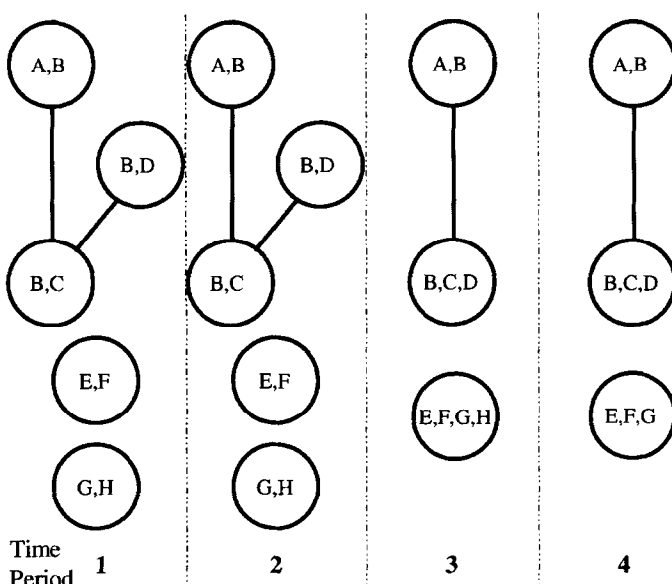 A,B A,B A,B A,B
B,D B,D
B,C B,C B,C,D B,C,D
E,F E,F E,F,G,H E,F,G
G,H G,H
Time
Period 1 2 3 4